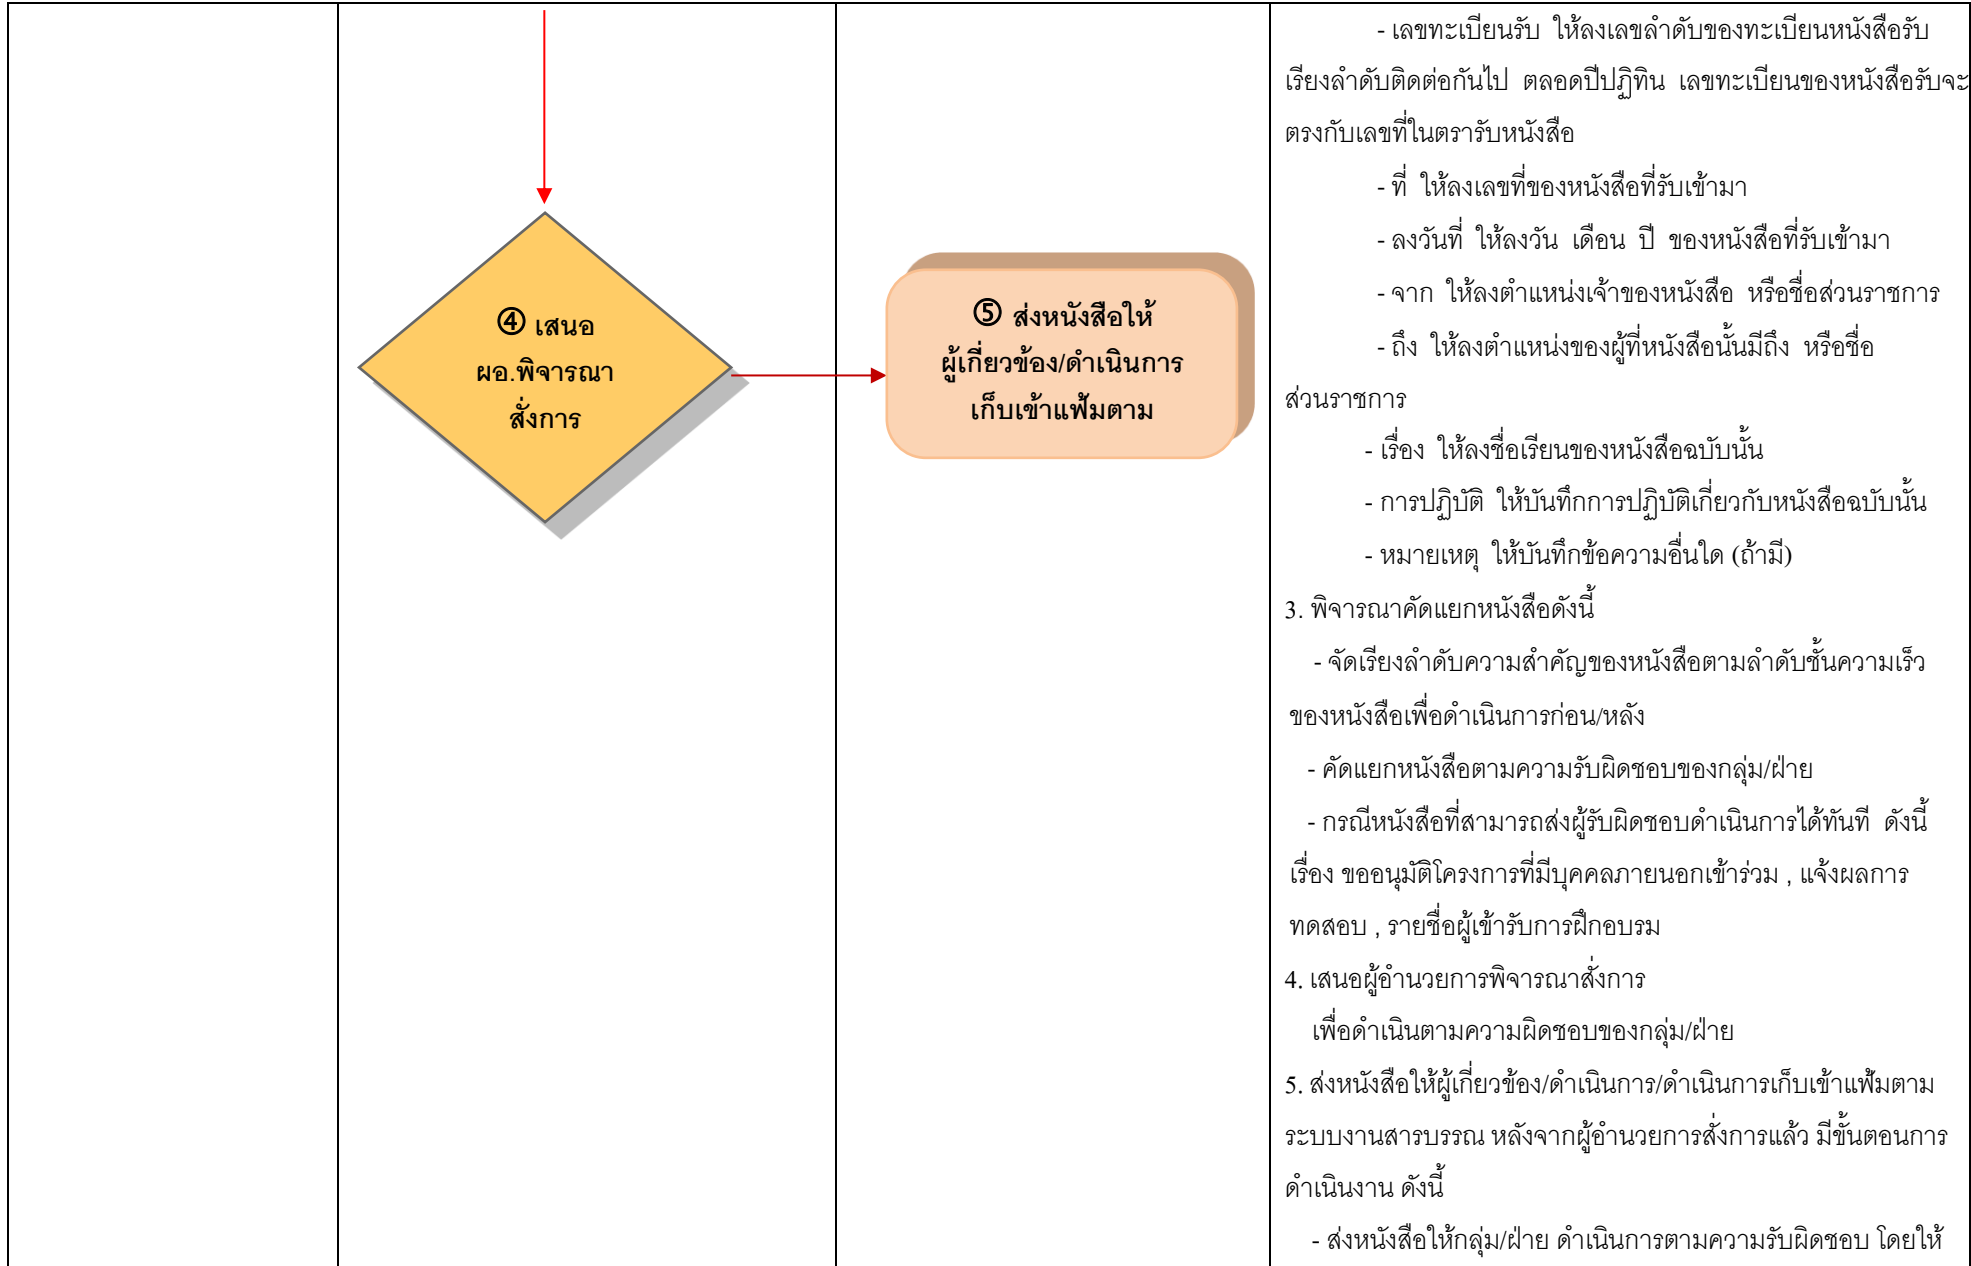 ④ เสนอ
ผอ.พิจารณา
สั่งการ
⑤ ส่งหนังสือให้
ผู้เกี่ยวข้อง/ดำเนินการ
เก็บเข้าแฟ้มตาม
- เลขทะเบียนรับ ให้ลงเลขลำดับของทะเบียนหนังสือรับ
เรียงลำดับติดต่อกันไป ตลอดปีปฏิทิน เลขทะเบียนของหนังสือรับจะ
ตรงกับเลขที่ในตรารับหนังสือ
- ที่ ให้ลงเลขที่ของหนังสือที่รับเข้ามา
- ลงวันที่ ให้ลงวัน เดือน ปี ของหนังสือที่รับเข้ามา
- จาก ให้ลงตำแหน่งเจ้าของหนังสือ หรือชื่อส่วนราชการ
- ถึง ให้ลงตำแหน่งของผู้ที่หนังสือนั้นมีถึง หรือชื่อ
ส่วนราชการ
- เรื่อง ให้ลงชื่อเรียนของหนังสือฉบับนั้น
- การปฏิบัติ ให้บันทึกการปฏิบัติเกี่ยวกับหนังสือฉบับนั้น
- หมายเหตุ ให้บันทึกข้อความอื่นใด (ถ้ามี)
3. พิจารณาคัดแยกหนังสือดังนี้
- จัดเรียงลำดับความสำคัญของหนังสือตามลำดับชั้นความเร็ว
ของหนังสือเพื่อดำเนินการก่อน/หลัง
- คัดแยกหนังสือตามความรับผิดชอบของกลุ่ม/ฝ่าย
- กรณีหนังสือที่สามารถส่งผู้รับผิดชอบดำเนินการได้ทันที ดังนี้
เรื่อง ขออนุมัติโครงการที่มีบุคคลภายนอกเข้าร่วม , แจ้งผลการ
ทดสอบ , รายชื่อผู้เข้ารับการฝึกอบรม
4. เสนอผู้อำนวยการพิจารณาสั่งการ
เพื่อดำเนินตามความผิดชอบของกลุ่ม/ฝ่าย
5. ส่งหนังสือให้ผู้เกี่ยวข้อง/ดำเนินการ/ดำเนินการเก็บเข้าแฟ้มตาม
ระบบงานสารบรรณ หลังจากผู้อำนวยการสั่งการแล้ว มีขั้นตอนการ
ดำเนินงาน ดังนี้
- ส่งหนังสือให้กลุ่ม/ฝ่าย ดำเนินการตามความรับผิดชอบ โดยให้